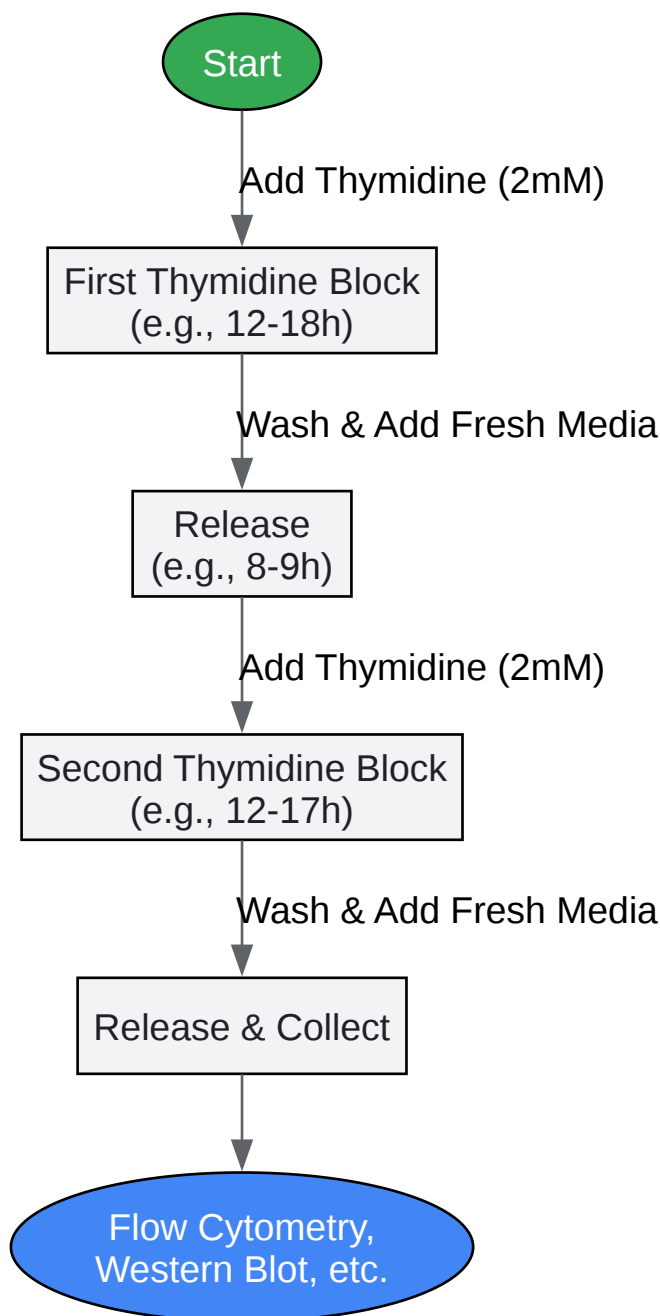 Start
Add Thymidine (2mM)
First Thymidine Block
(e.g., 12-18h)
Wash & Add Fresh Media
Release
(e.g., 8-9h)
Add Thymidine (2mM)
Second Thymidine Block
(e.g., 12-17h)
Wash & Add Fresh Media
Release & Collect
Flow Cytometry,
Western Blot, etc.